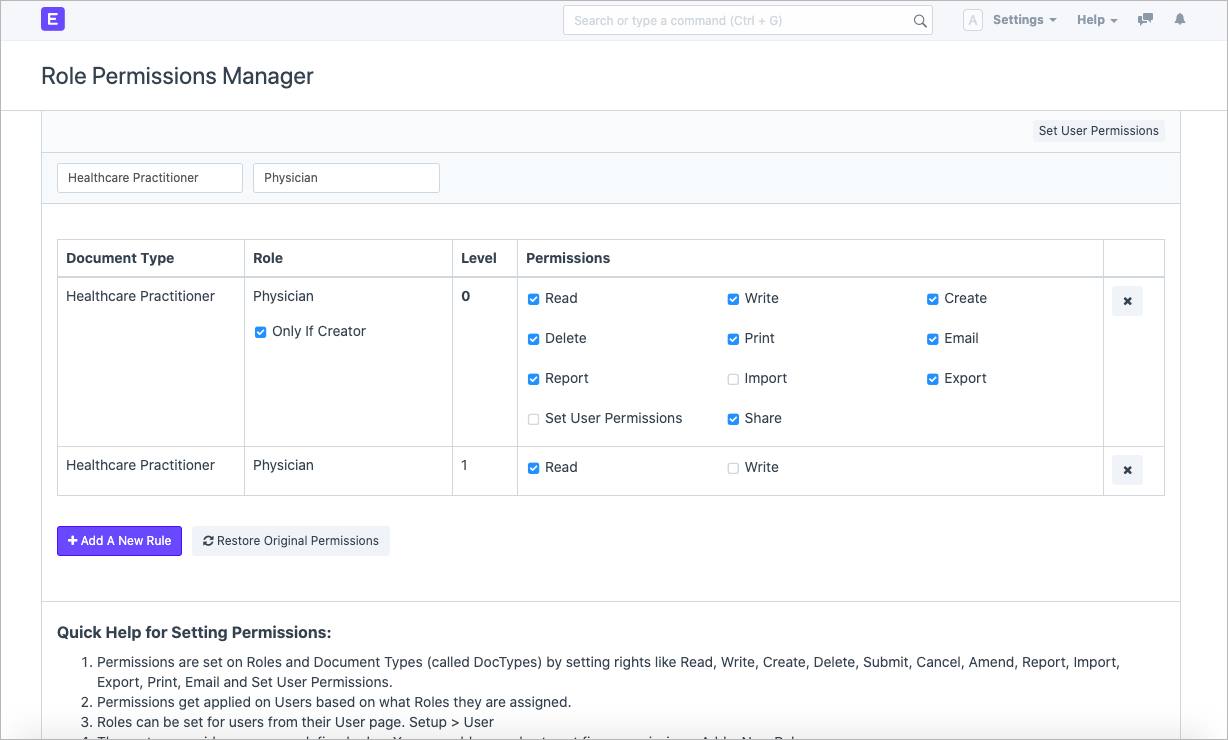 E
Search or type a command (Ctrl + G)
A Settings Help
Role Permissions Manager
Set User Permissions
Healthcare Practitioner Physician
Document Type Role Level Permissions
Healthcare Practitioner Physician 0 Read Write Create
Only If Creator
Delete Print Email
Report Import Export
Set User Permissions Share
Healthcare Practitioner Physician 1 Read Write
Add A New Rule Restore Original Permissions
Quick Help for Setting Permissions:
1. Permissions are set on Roles and Document Types (called DocTypes) by setting rights like Read, Write, Create, Delete, Submit, Cancel, Amend, Report, Import,
Export, Print, Email and Set User Permissions.
2. Permissions get applied on Users based on what Roles they are assigned.
3. Roles can be set for users from their User page. Setup > User